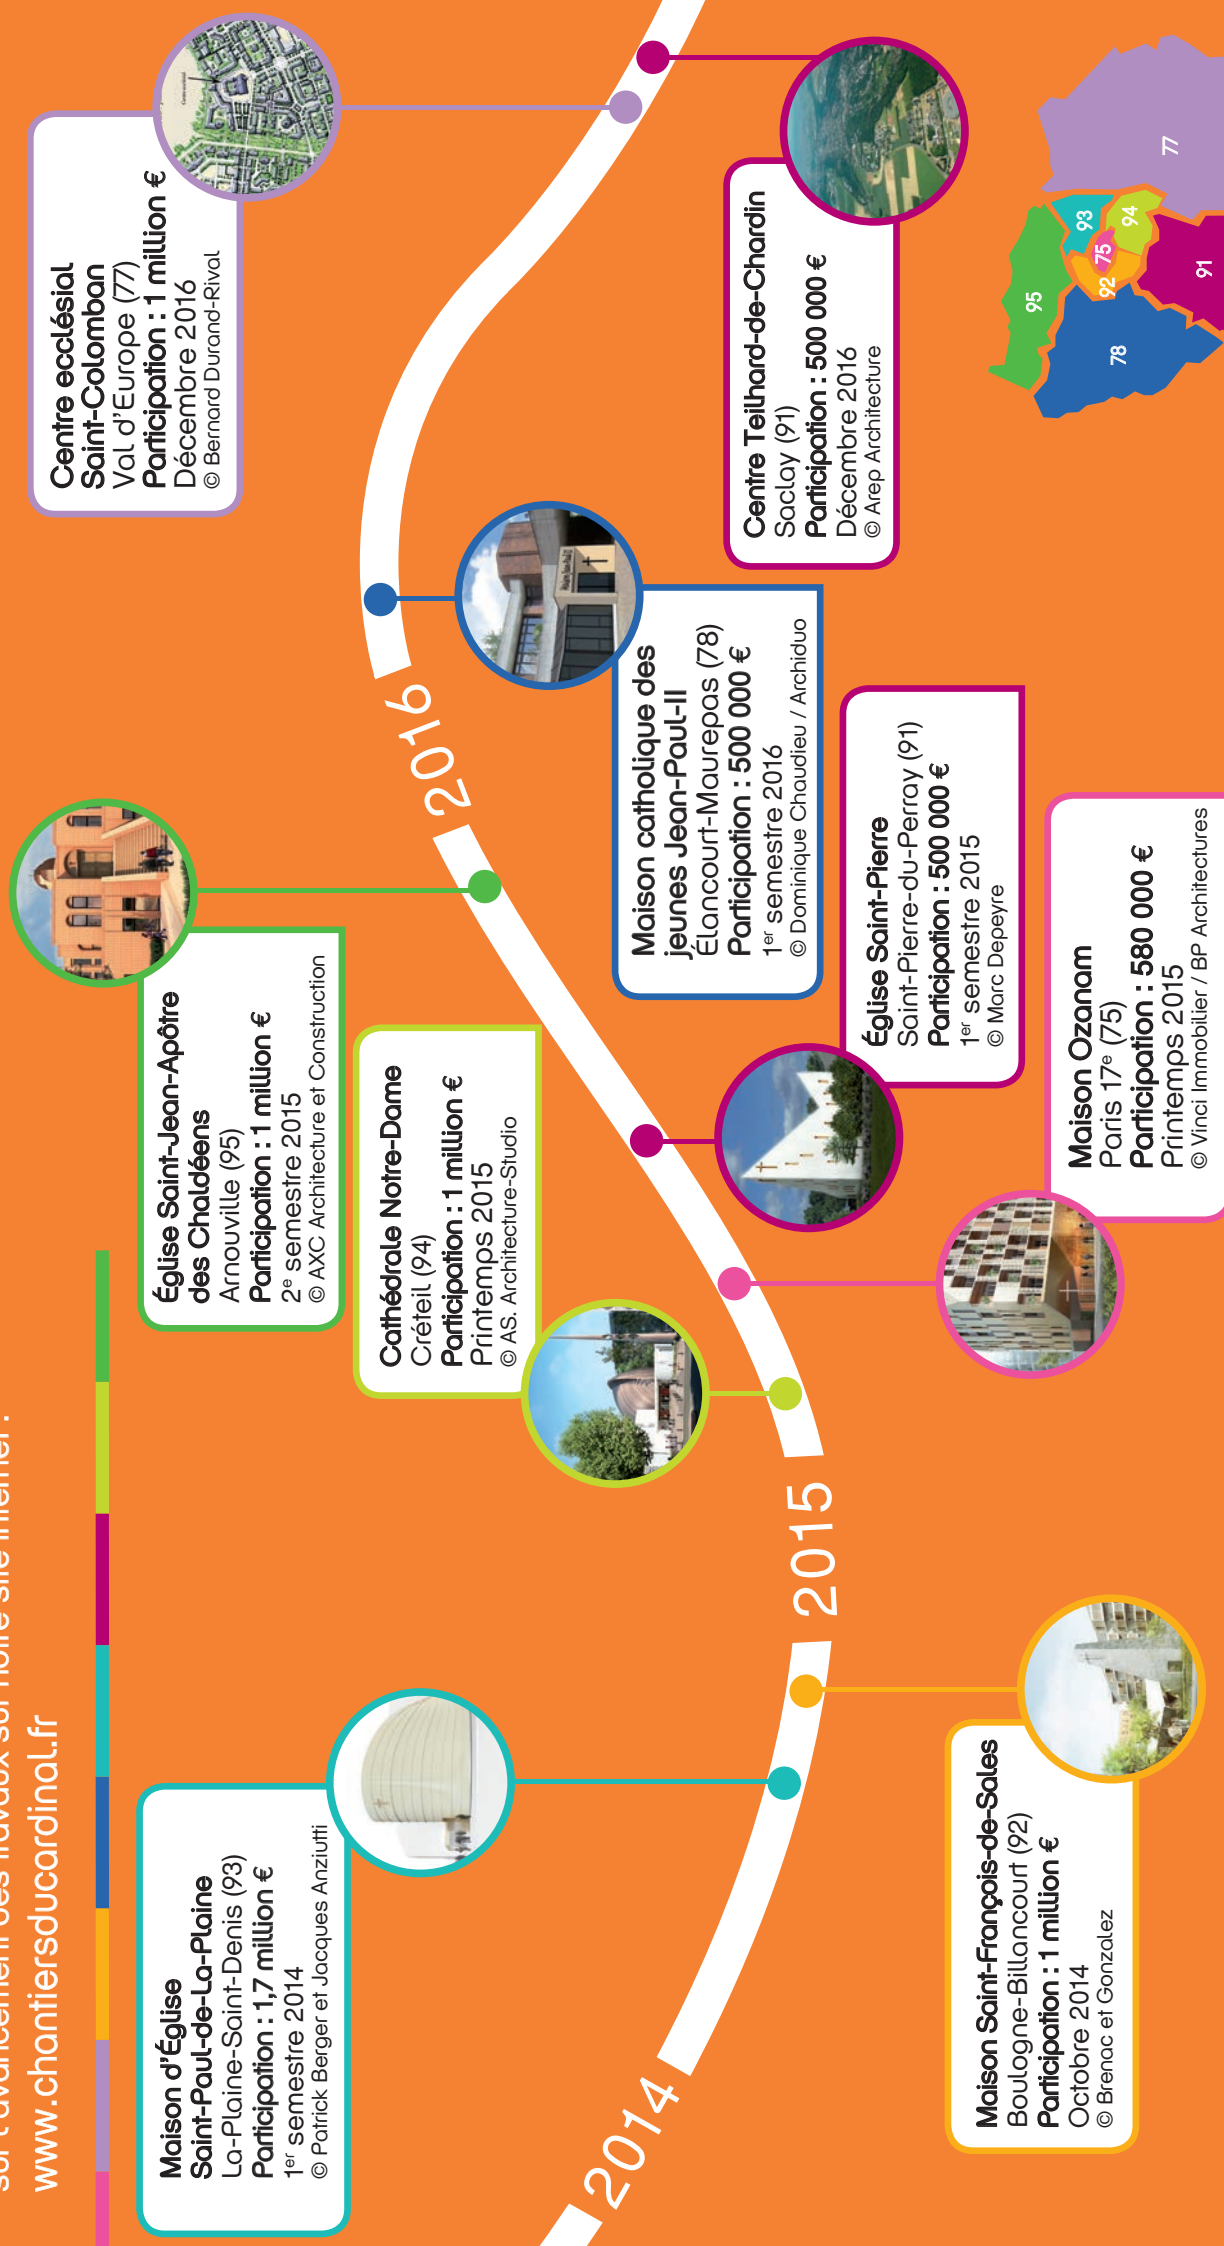 www.chantiersducardinal.fr
Maison d'Église
Saint-Paul-de-La-Plaine
La-Plaine-Saint-Denis (93)
Participation : 1,7 million €
1er semestre 2014
© Patrick Berger et Jacques Anziutti
Église Saint-Jean-Apôtre
des Chaldéens
Arnouville (95)
Participation : 1 million €
2e semestre 2015
© AXC Architecture et Construction
Cathédrale Notre-Dame
Créteil (94)
Participation : 1 million €
Printemps 2015
© AS. Architecture-Studio
Centre ecclésial
Saint-Colomban
Val d'Europe (77)
Participation : 1 million €
Décembre 2016
© Bernard Durand-Rival
2014
2015
2016
Maison catholique des
jeunes Jean-Paul-II
Élancourt-Maurepas (78)
Participation : 500 000 €
1er semestre 2016
© Dominique Chaudieu / Archiduo
Centre Teilhard-de-Chardin
Saclay (91)
Participation : 500 000 €
Décembre 2016
© Arep Architecture
Église Saint-Pierre
Saint-Pierre-du-Perray (91)
Participation : 500 000 €
1er semestre 2015
© Marc Depeyre
Maison Saint-François-de-Sales
Boulogne-Billancourt (92)
Participation : 1 million €
Octobre 2014
© Brenac et Gonzalez
Maison Ozanam
Paris 17e (75)
Participation : 580 000 €
Printemps 2015
© Vinci Immobilier / BP Architectures
95
93
75
94
92
77
78
91